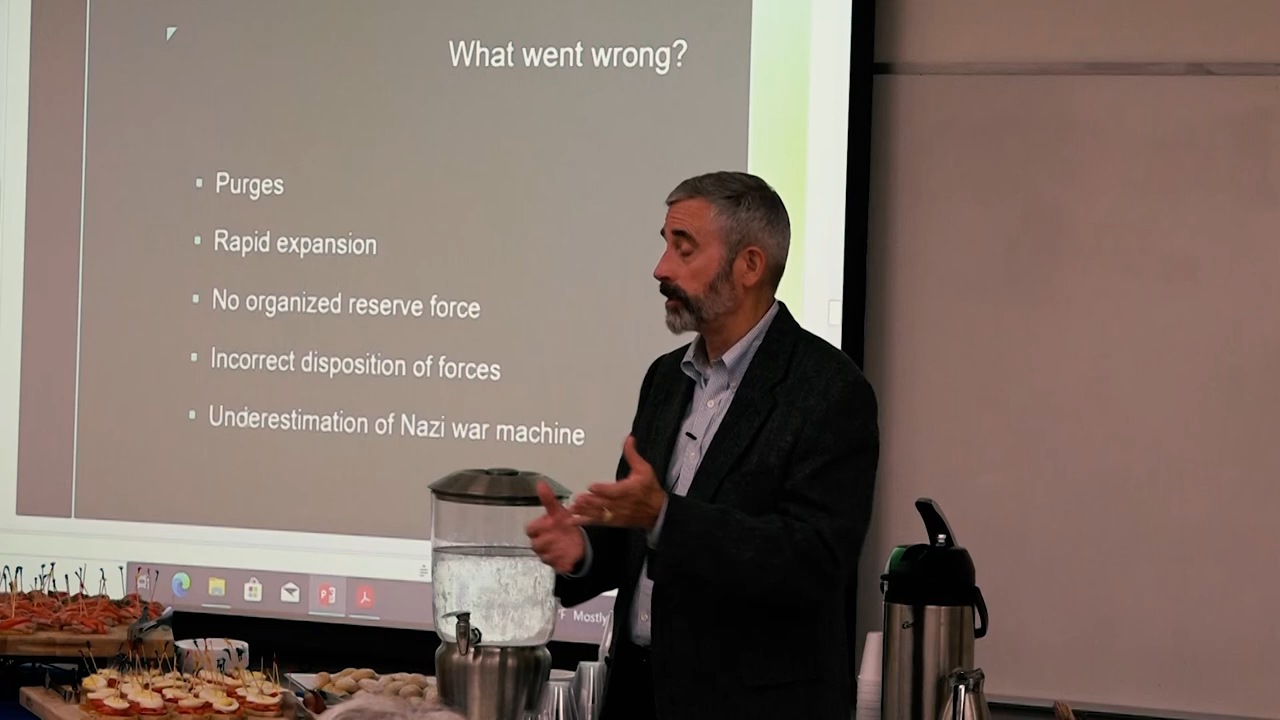 What went wrong?
Purges
Rapid expansion
No organized reserve force
Incorrect disposition of forces
Underestimation of Nazi war machine
°F Mostly